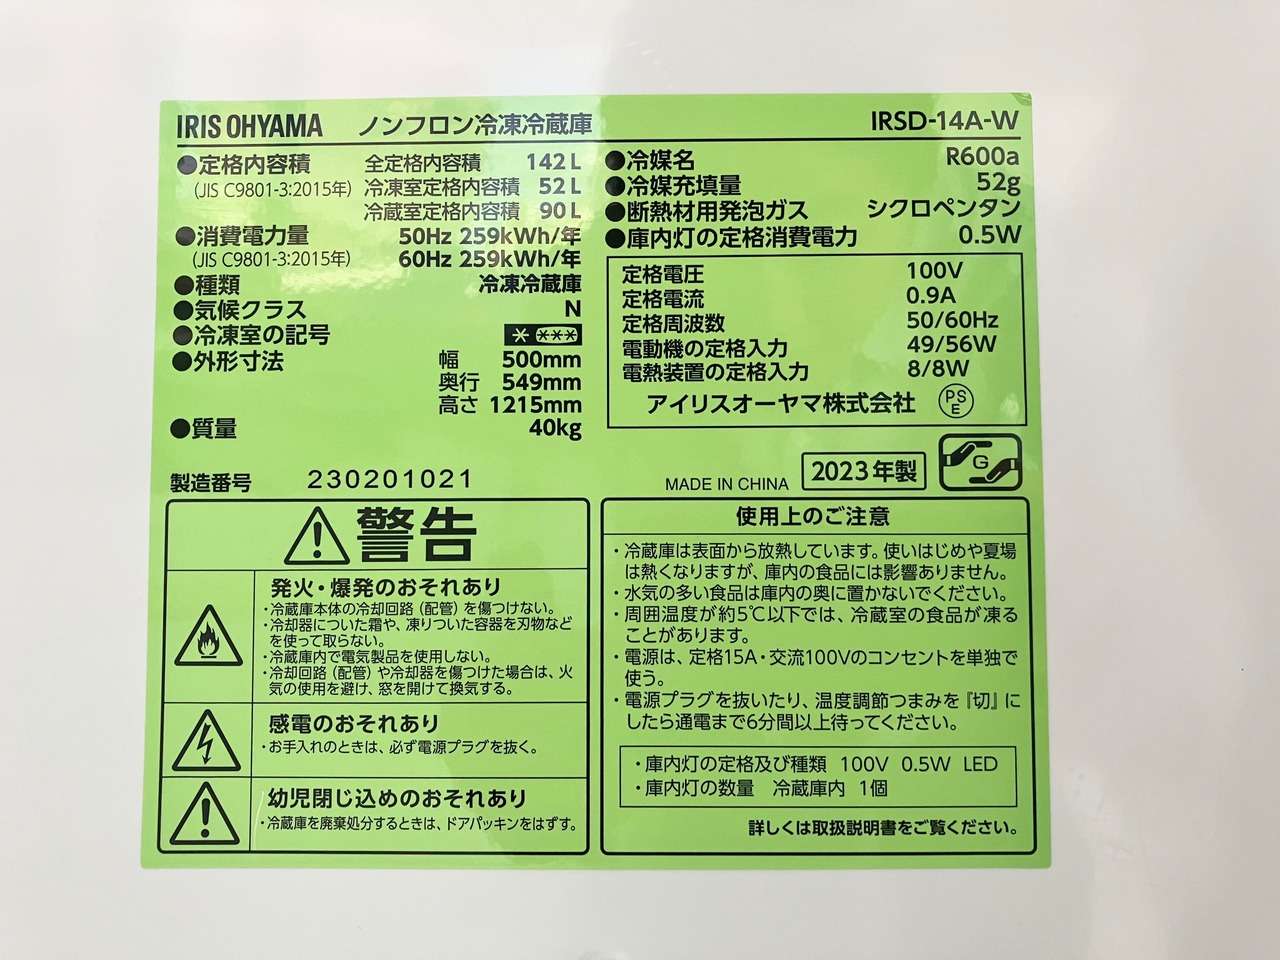 IRIS OHYAMA ノンフロン冷凍冷蔵庫 IRSD-14A-W
●定格内容積 全定格内容積 142L
(JIS C9801-3:2015年) 冷凍室定格内容積 52L
冷蔵室定格内容積 90L
●消費電力量 50Hz 259kWh/年
(JIS C9801-3:2015年) 60Hz 259kWh/年
●種類 冷凍冷蔵庫
●気候クラス N
●冷凍室の記号
●外形寸法 幅 500mm
奥行 549mm
高さ 1215mm
●質量 40kg
●冷媒名 R600a
●冷媒充填量 52g
●断熱材用発泡ガス シクロペンタン
●庫内灯の定格消費電力 0.5W
定格電圧 100V
定格電流 0.9A
定格周波数 50/60Hz
電動機の定格入力 49/56W
電熱装置の定格入力 8/8W
アイリスオーヤマ株式会社 PSE
製造番号 230201021
MADE IN CHINA 2023年製 G
警告
発火・爆発のおそれあり
・冷蔵庫本体の冷却回路(配管)を傷つけない。
・冷却器についた霜や、凍りついた容器を刃物など
を使って取らない。
・冷蔵庫内で電気製品を使用しない。
・冷却回路(配管)や冷却器を傷つけた場合は、火
気の使用を避け、窓を開けて換気する。
感電のおそれあり
・お手入れのときは、必ず電源プラグを抜く。
幼児閉じ込めのおそれあり
・冷蔵庫を廃棄処分するときは、ドアパッキンをはずす。
使用上のご注意
・冷蔵庫は表面から放熱しています。使いはじめや夏場
は熱くなりますが、庫内の食品には影響ありません。
・水気の多い食品は庫内の奥に置かないでください。
・周囲温度が約5℃以下では、冷蔵室の食品が凍る
ことがあります。
・電源は、定格15A・交流100Vのコンセントを単独で
使う。
・電源プラグを抜いたり、温度調節つまみを『切』に
したら通電まで6分間以上待ってください。
・庫内灯の定格及び種類 100V 0.5W LED
・庫内灯の数量 冷蔵庫内 1個
詳しくは取扱説明書をご覧ください。